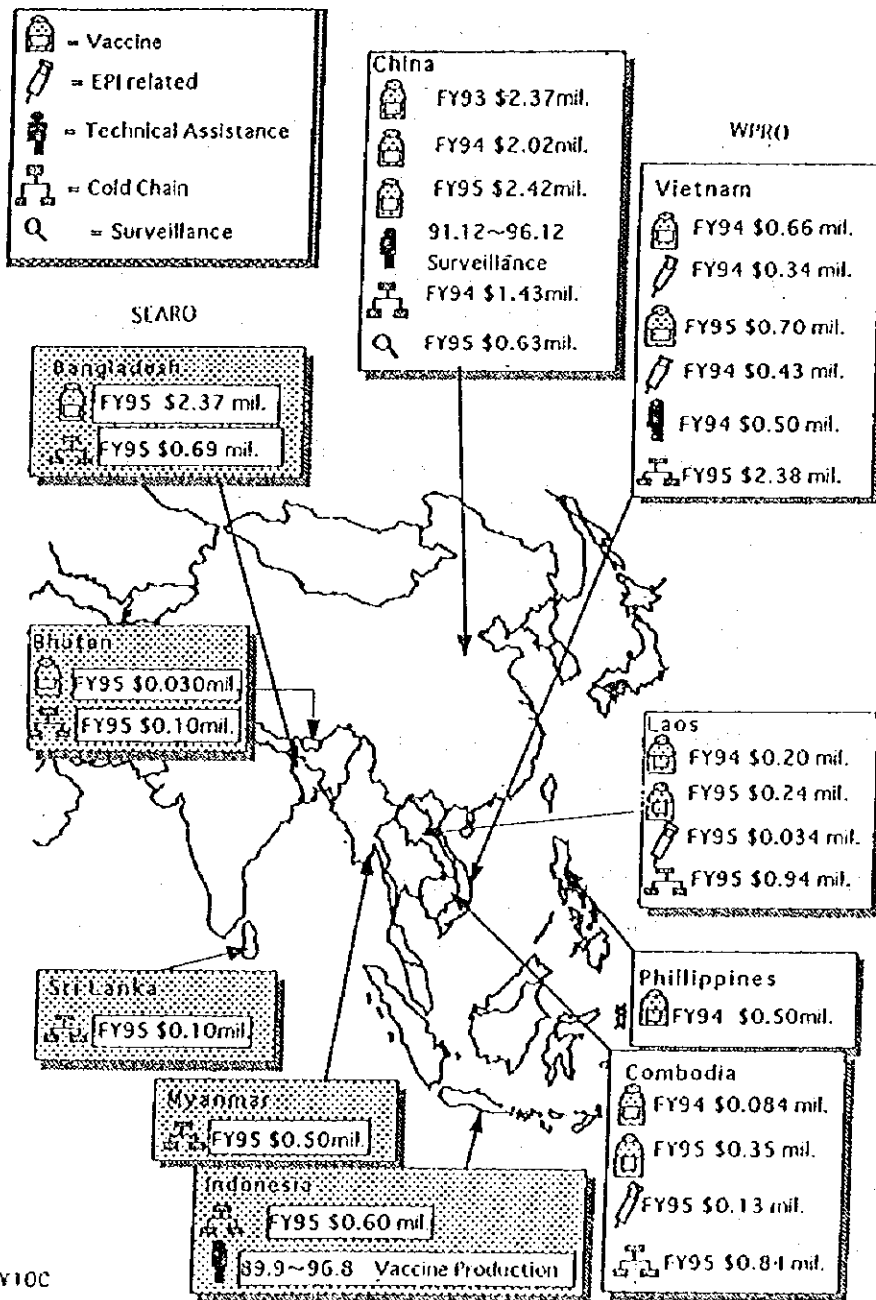 = Vaccine
= EPI related
= Technical Assistance
= Cold Chain
= Surveillance
China
FY93 $2.37mil.
FY94 $2.02mil.
FY95 $2.42mil.
91.12~96.12
Surveillance
FY94 $1.43mil.
FY95 $0.63mil.
WPRO
Vietnam
FY94 $0.66 mil.
FY94 $0.34 mil.
FY95 $0.70 mil.
FY94 $0.43 mil.
FY94 $0.50 mil.
FY95 $2.38 mil.
SEARO
Bangladesh
FY95 $2.37 mil.
FY95 $0.69 mil.
Bhutan
FY95 $0.030mil.
FY95 $0.10mil.
Laos
FY94 $0.20 mil.
FY95 $0.24 mil.
FY95 $0.034 mil.
FY95 $0.94 mil.
Sri Lanka
FY95 $0.10mil.
Phillippines
FY94 $0.50mil.
Myanmar
FY95 $0.50mil.
Combodia
FY94 $0.084 mil.
FY95 $0.35 mil.
FY95 $0.13 mil.
FY95 $0.84 mil.
Indonesia
FY95 $0.60 mil.
89.9~96.8 Vaccine Production